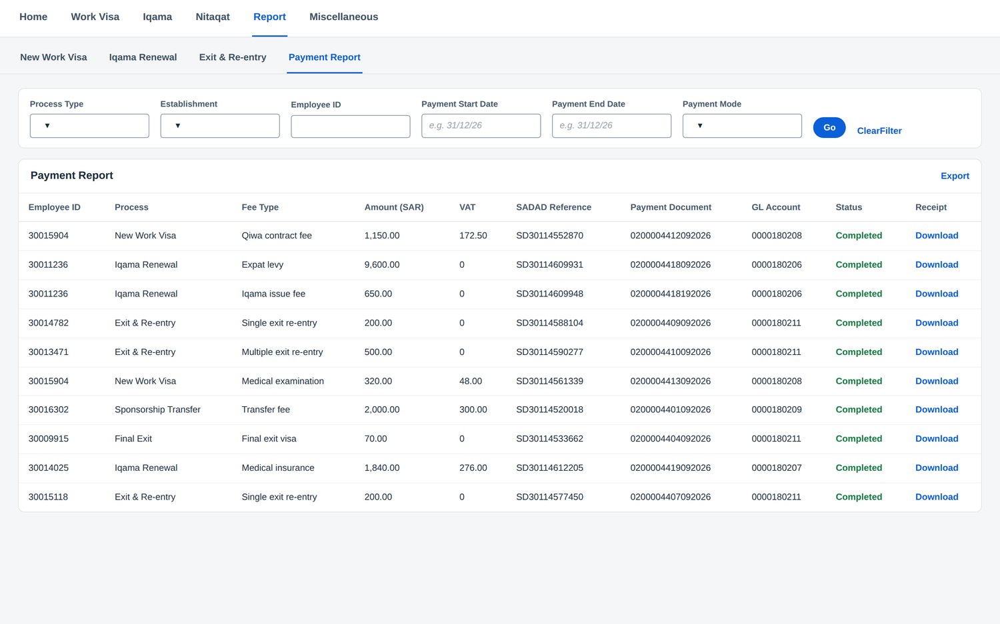 Home Work Visa Iqama Nitaqat Report Miscellaneous
New Work Visa Iqama Renewal Exit & Re-entry Payment Report
Process Type Establishment Employee ID Payment Start Date Payment End Date Payment Mode
▼ ▼ e.g. 31/12/26 e.g. 31/12/26 ▼ Go ClearFilter
Payment Report Export
Employee ID Process Fee Type Amount (SAR) VAT SADAD Reference Payment Document GL Account Status Receipt
30015904 New Work Visa Qiwa contract fee 1,150.00 172.50 SD30114552870 0200004412092026 0000180208 Completed Download
30011236 Iqama Renewal Expat levy 9,600.00 0 SD30114609931 0200004418092026 0000180206 Completed Download
30011236 Iqama Renewal Iqama issue fee 650.00 0 SD30114609948 0200004418192026 0000180206 Completed Download
30014782 Exit & Re-entry Single exit re-entry 200.00 0 SD30114588104 0200004409092026 0000180211 Completed Download
30013471 Exit & Re-entry Multiple exit re-entry 500.00 0 SD30114590277 0200004410092026 0000180211 Completed Download
30015904 New Work Visa Medical examination 320.00 48.00 SD30114561339 0200004413092026 0000180208 Completed Download
30016302 Sponsorship Transfer Transfer fee 2,000.00 300.00 SD30114520018 0200004401092026 0000180209 Completed Download
30009915 Final Exit Final exit visa 70.00 0 SD30114533662 0200004404092026 0000180211 Completed Download
30014025 Iqama Renewal Medical insurance 1,840.00 276.00 SD30114612205 0200004419092026 0000180207 Completed Download
30015118 Exit & Re-entry Single exit re-entry 200.00 0 SD30114577450 0200004407092026 0000180211 Completed Download